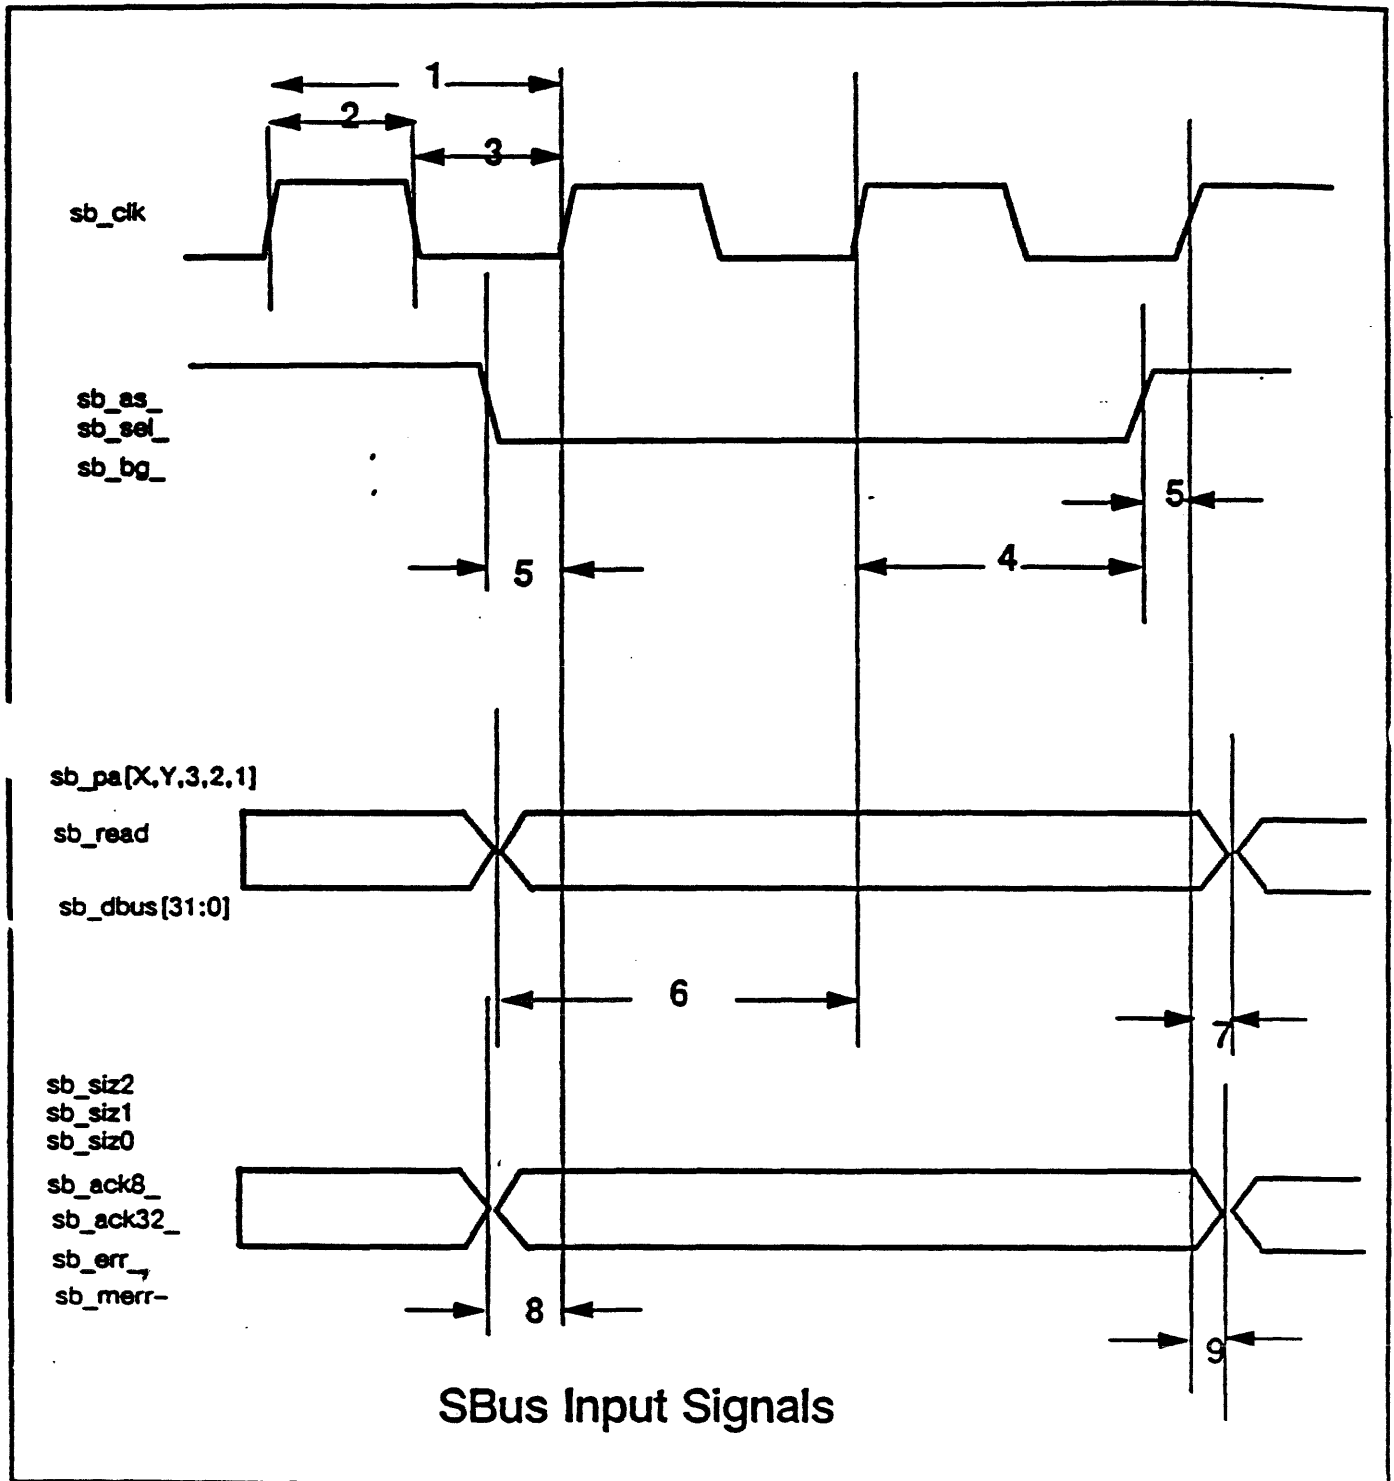 1
2
3
sb_clk
sb_as_
sb_sel_
sb_bg_
5
5
4
sb_pa[X,Y,3,2,1]
sb_read
sb_dbus[31:0]
6
7
sb_siz2
sb_siz1
sb_siz0
sb_ack8_
sb_ack32_
sb_err_,
sb_merr-
8
9
SBus Input Signals